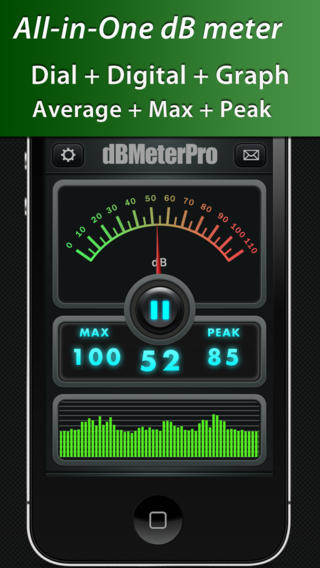 All-in-One dB meter
Dial + Digital + Graph
Average + Max + Peak
dBMeterPro
0 10 20 30 40 50 60 70 80 90 100 110
dB
MAX PEAK
100 52 85